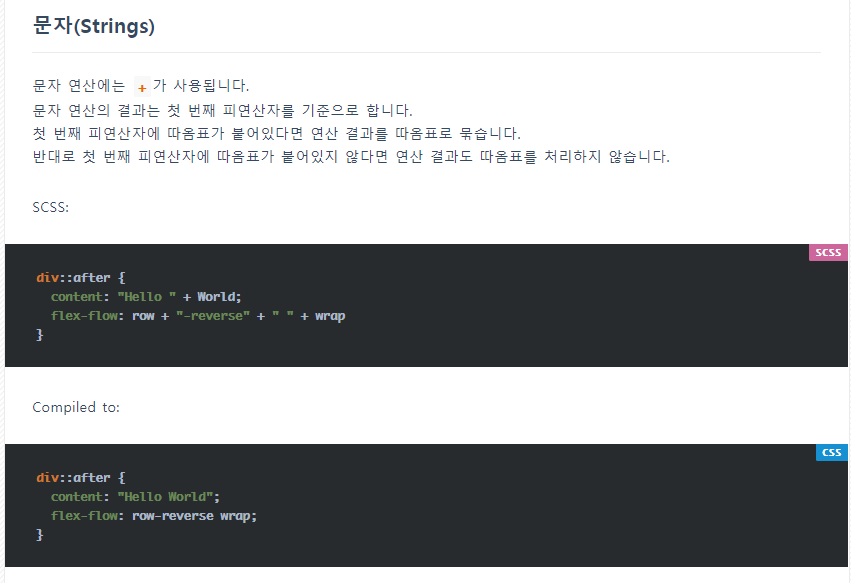 문자(Strings)
문자 연산에는 + 가 사용됩니다.
문자 연산의 결과는 첫 번째 피연산자를 기준으로 합니다.
첫 번째 피연산자에 따옴표가 붙어있다면 연산 결과를 따옴표로 묶습니다.
반대로 첫 번째 피연산자에 따옴표가 붙어있지 않다면 연산 결과도 따옴표를 처리하지 않습니다.
SCSS:
SCSS
div::after {
  content: "Hello " + World;
  flex-flow: row + "-reverse" + " " + wrap
}
Compiled to:
CSS
div::after {
  content: "Hello World";
  flex-flow: row-reverse wrap;
}